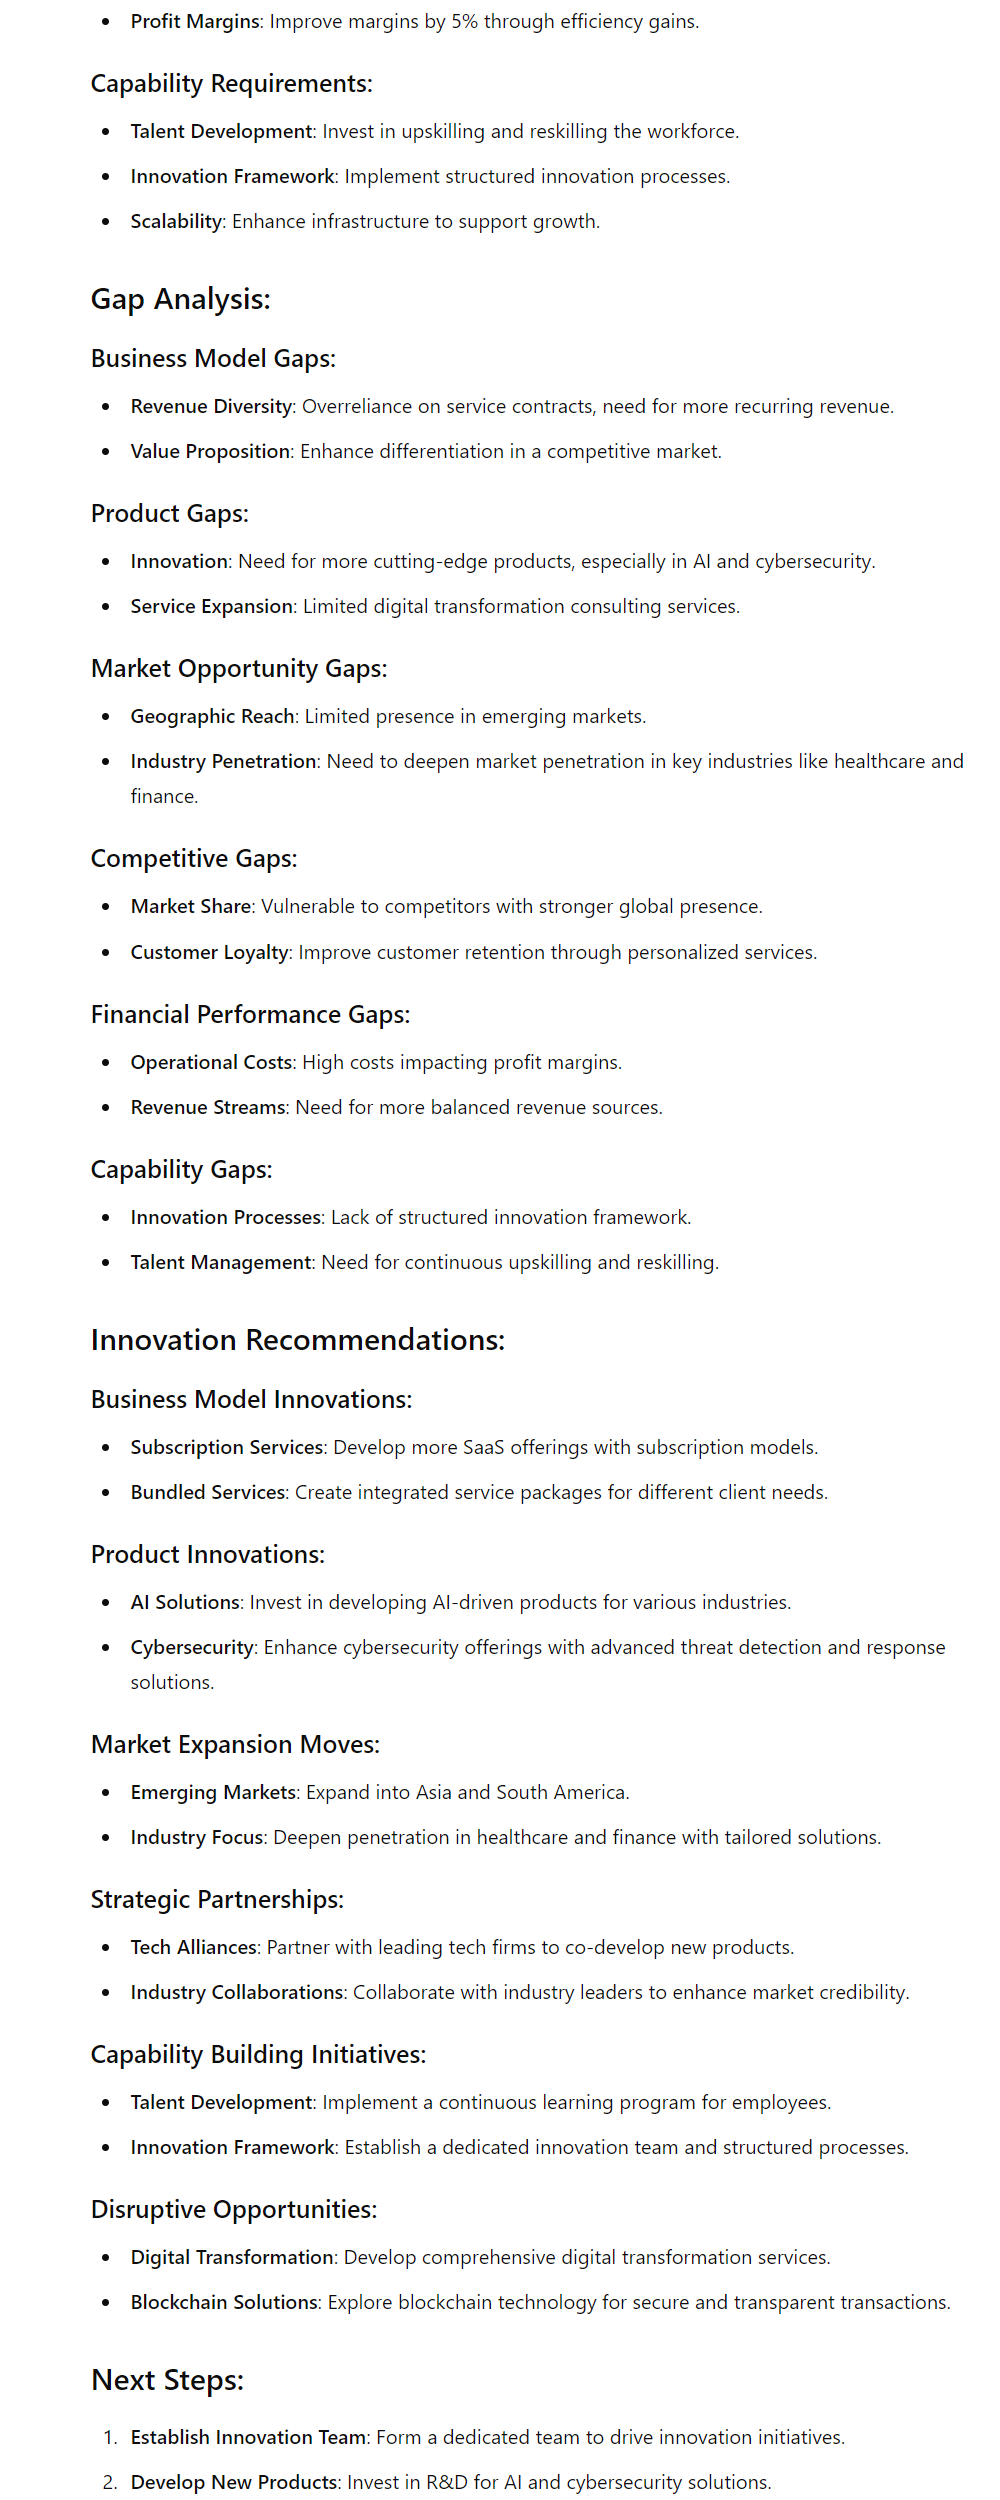 • Profit Margins: Improve margins by 5% through efficiency gains.
Capability Requirements:
• Talent Development: Invest in upskilling and reskilling the workforce.
• Innovation Framework: Implement structured innovation processes.
• Scalability: Enhance infrastructure to support growth.
Gap Analysis:
Business Model Gaps:
• Revenue Diversity: Overreliance on service contracts, need for more recurring revenue.
• Value Proposition: Enhance differentiation in a competitive market.
Product Gaps:
• Innovation: Need for more cutting-edge products, especially in AI and cybersecurity.
• Service Expansion: Limited digital transformation consulting services.
Market Opportunity Gaps:
• Geographic Reach: Limited presence in emerging markets.
• Industry Penetration: Need to deepen market penetration in key industries like healthcare and
finance.
Competitive Gaps:
• Market Share: Vulnerable to competitors with stronger global presence.
• Customer Loyalty: Improve customer retention through personalized services.
Financial Performance Gaps:
• Operational Costs: High costs impacting profit margins.
• Revenue Streams: Need for more balanced revenue sources.
Capability Gaps:
• Innovation Processes: Lack of structured innovation framework.
• Talent Management: Need for continuous upskilling and reskilling.
Innovation Recommendations:
Business Model Innovations:
• Subscription Services: Develop more SaaS offerings with subscription models.
• Bundled Services: Create integrated service packages for different client needs.
Product Innovations:
• AI Solutions: Invest in developing AI-driven products for various industries.
• Cybersecurity: Enhance cybersecurity offerings with advanced threat detection and response
solutions.
Market Expansion Moves:
• Emerging Markets: Expand into Asia and South America.
• Industry Focus: Deepen penetration in healthcare and finance with tailored solutions.
Strategic Partnerships:
• Tech Alliances: Partner with leading tech firms to co-develop new products.
• Industry Collaborations: Collaborate with industry leaders to enhance market credibility.
Capability Building Initiatives:
• Talent Development: Implement a continuous learning program for employees.
• Innovation Framework: Establish a dedicated innovation team and structured processes.
Disruptive Opportunities:
• Digital Transformation: Develop comprehensive digital transformation services.
• Blockchain Solutions: Explore blockchain technology for secure and transparent transactions.
Next Steps:
1. Establish Innovation Team: Form a dedicated team to drive innovation initiatives.
2. Develop New Products: Invest in R&D for AI and cybersecurity solutions.